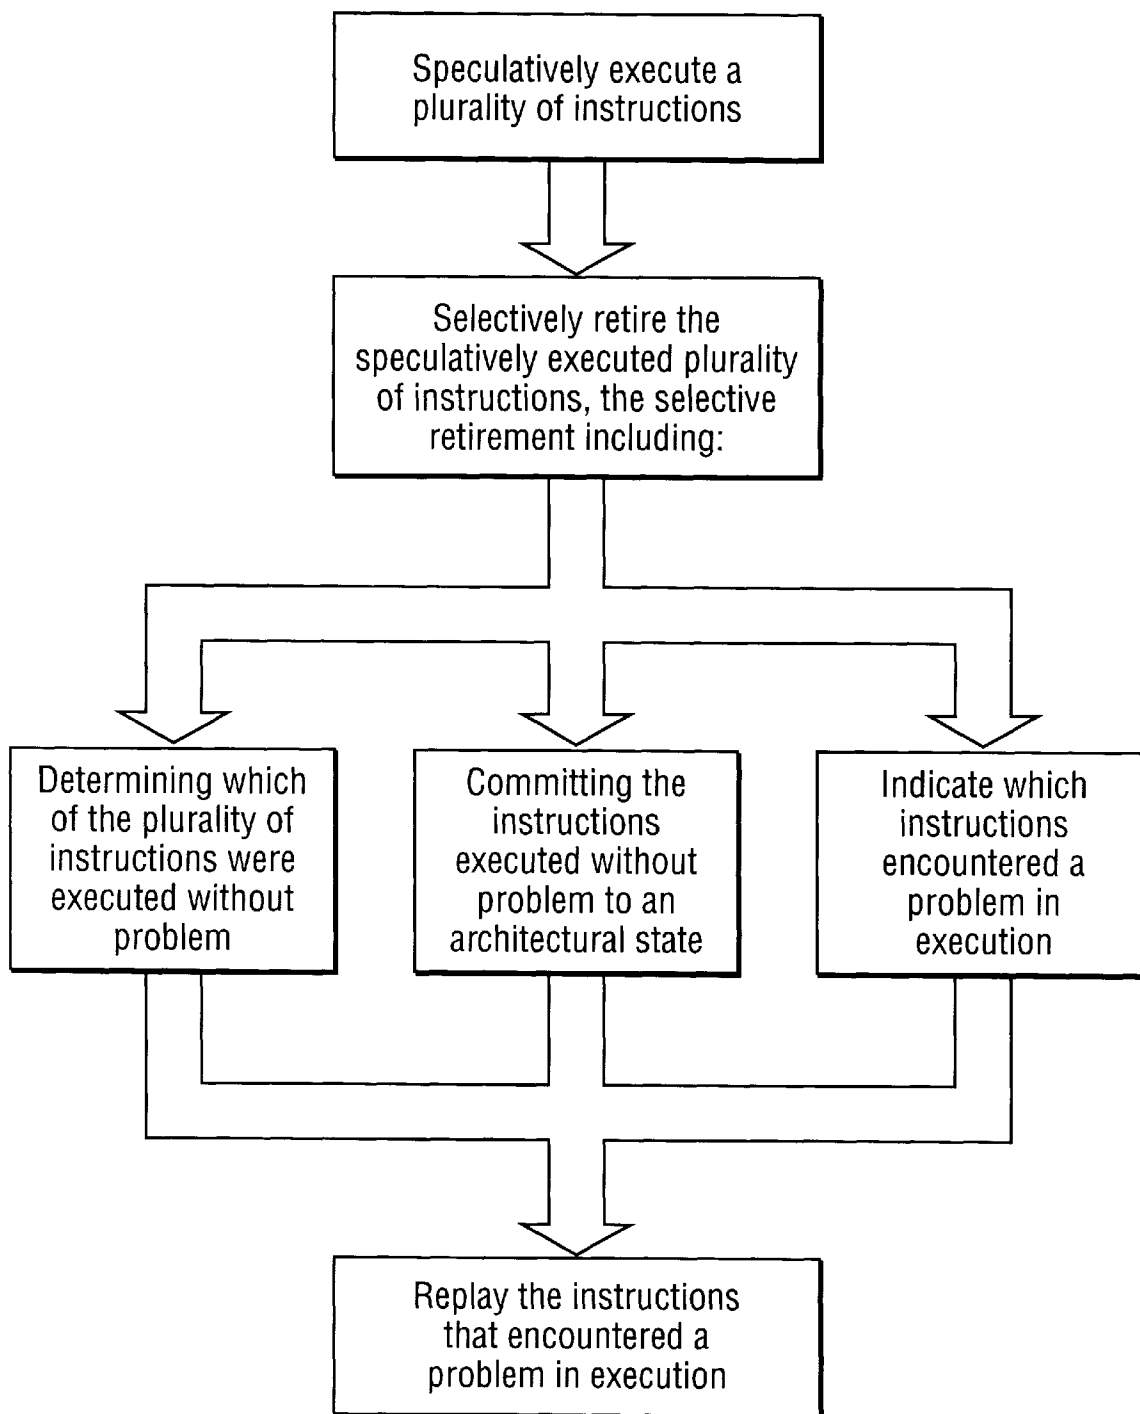 Speculatively execute a
plurality of instructions
Selectively retire the
speculatively executed plurality
of instructions, the selective
retirement including:
Determining which
of the plurality of
instructions were
executed without
problem
Committing the
instructions
executed without
problem to an
architectural state
Indicate which
instructions
encountered a
problem in
execution
Replay the instructions
that encountered a
problem in execution